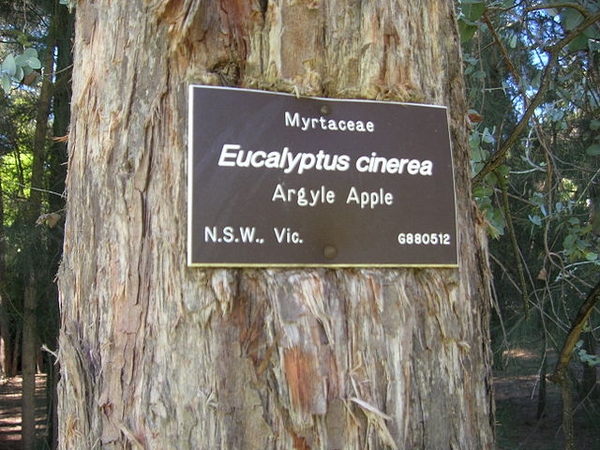 Myrtaceae
Eucalyptus cinerea
Argyle Apple
N.S.W., Vic. G880512